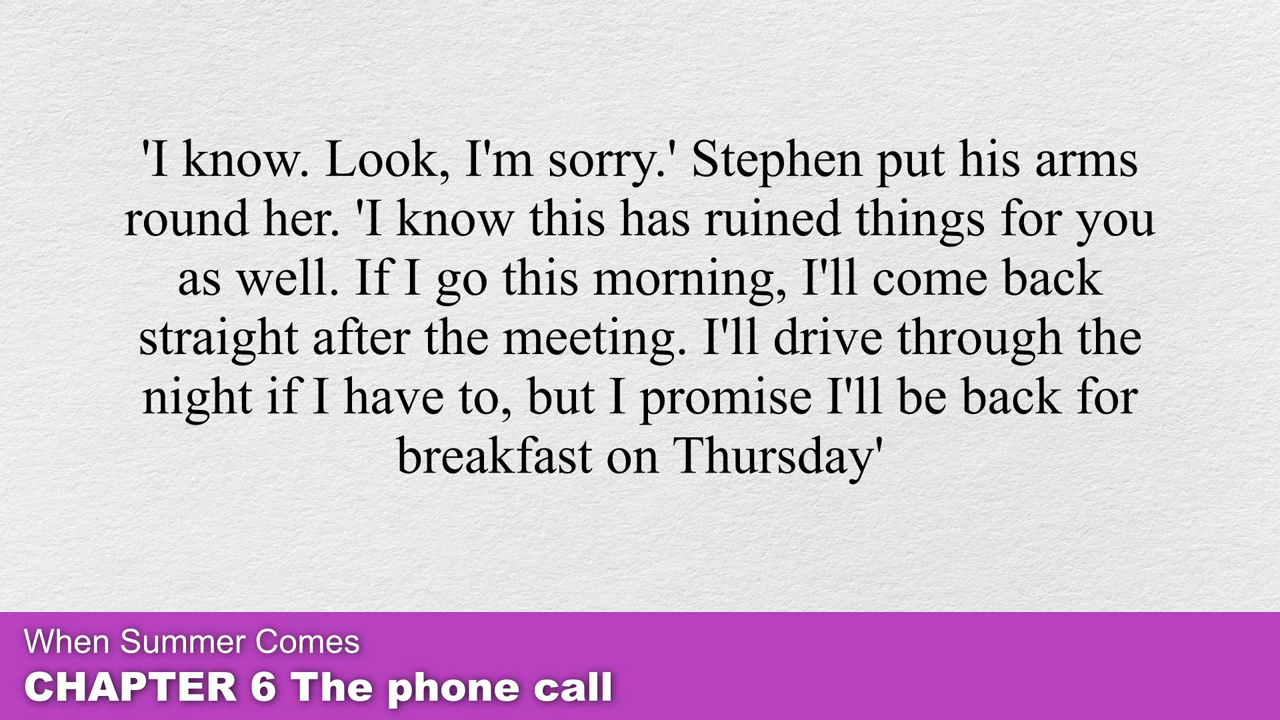 'I know. Look, I'm sorry.' Stephen put his arms
round her. 'I know this has ruined things for you
as well. If I go this morning, I'll come back
straight after the meeting. I'll drive through the
night if I have to, but I promise I'll be back for
breakfast on Thursday'
When Summer Comes
CHAPTER 6 The phone call